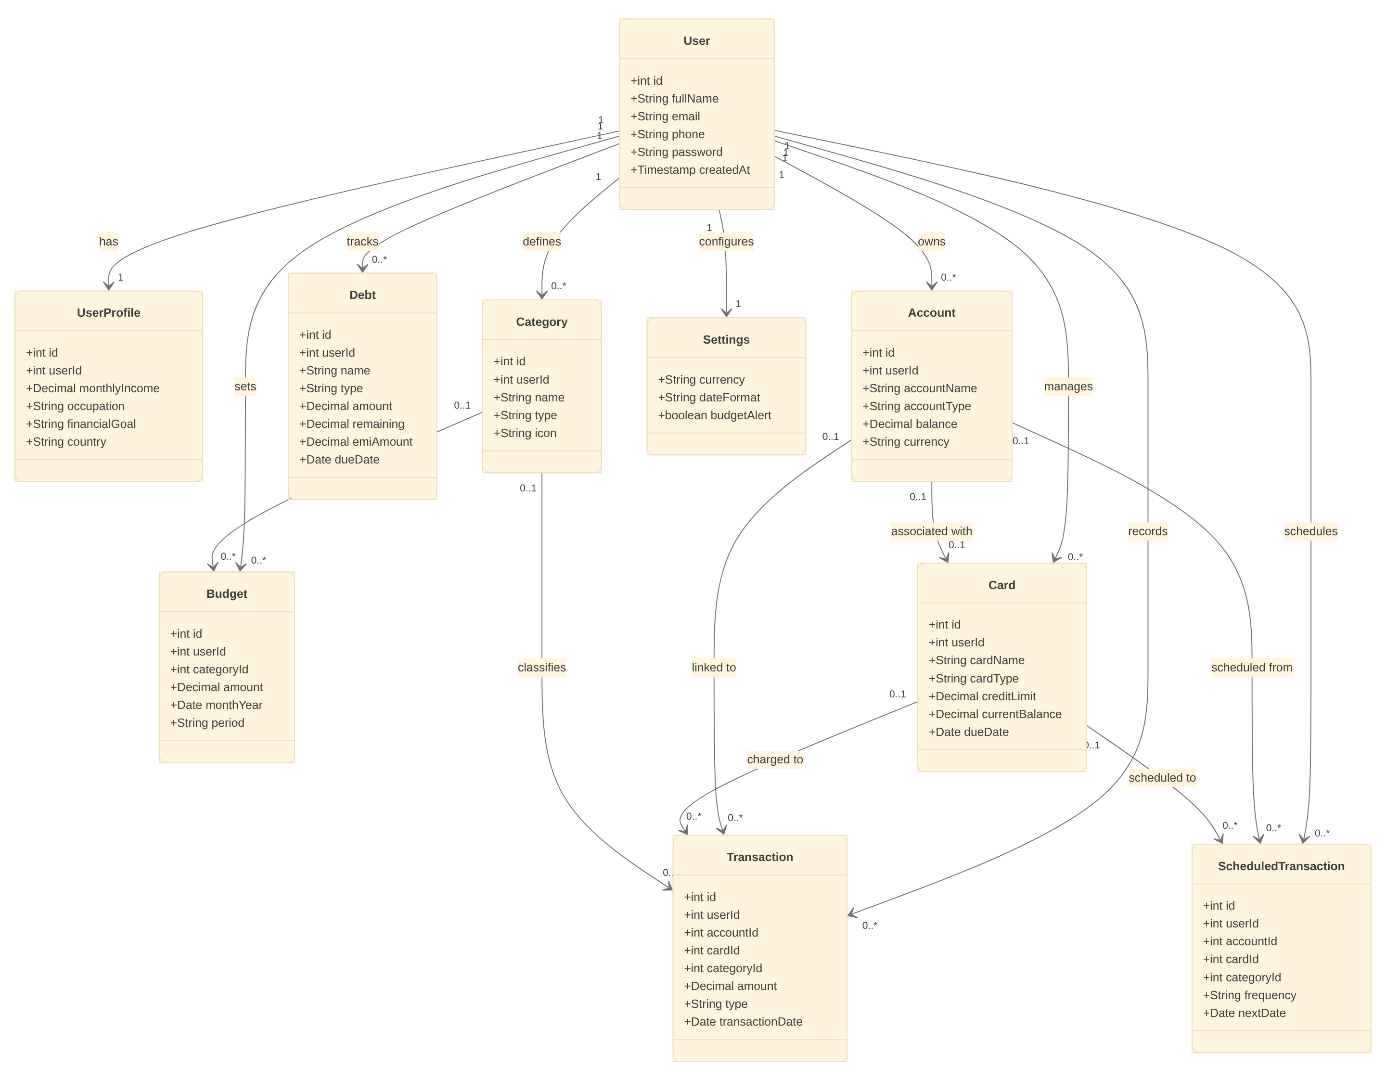 User
+int id
+String fullName
+String email
+String phone
+String password
+Timestamp createdAt
1
1
1
1
1
1
1
1
1
has
tracks
defines
configures
owns
sets
manages
records
schedules
1
0..*
0..*
1
0..*
UserProfile
+int id
+int userId
+Decimal monthlyIncome
+String occupation
+String financialGoal
+String country
Debt
+int id
+int userId
+String name
+String type
+Decimal amount
+Decimal remaining
+Decimal emiAmount
+Date dueDate
Category
+int id
+int userId
+String name
+String type
+String icon
Settings
+String currency
+String dateFormat
+boolean budgetAlert
Account
+int id
+int userId
+String accountName
+String accountType
+Decimal balance
+String currency
0..1
0..1
0..1
0..1
0..1
associated with
0..1
0..*
0..*
0..*
Budget
+int id
+int userId
+int categoryId
+Decimal amount
+Date monthYear
+String period
Card
+int id
+int userId
+String cardName
+String cardType
+Decimal creditLimit
+Decimal currentBalance
+Date dueDate
classifies
linked to
scheduled from
0..1
0..1
charged to
scheduled to
0..
0..*
0..*
0..*
0..*
0..*
0..*
Transaction
+int id
+int userId
+int accountId
+int cardId
+int categoryId
+Decimal amount
+String type
+Date transactionDate
ScheduledTransaction
+int id
+int userId
+int accountId
+int cardId
+int categoryId
+String frequency
+Date nextDate